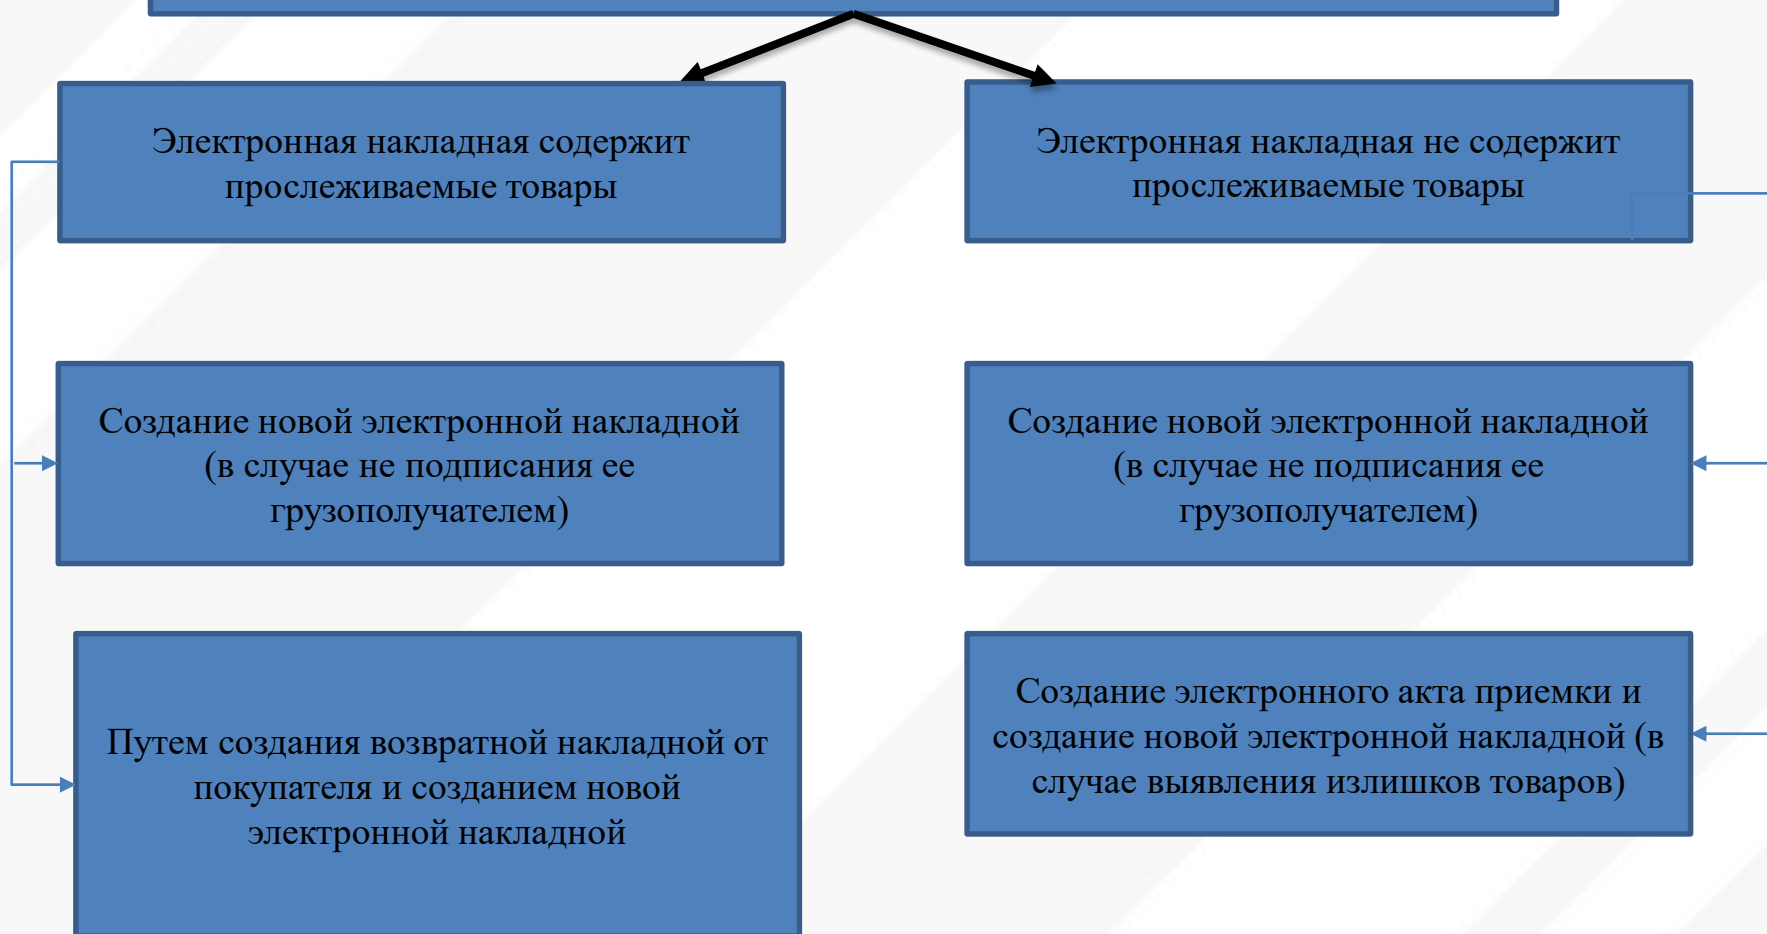 Электронная накладная содержит
прослеживаемые товары
Электронная накладная не содержит
прослеживаемые товары
Создание новой электронной накладной
(в случае не подписания ее
грузополучателем)
Создание новой электронной накладной
(в случае не подписания ее
грузополучателем)
Путем создания возвратной накладной от
покупателя и созданием новой
электронной накладной
Создание электронного акта приемки и
создание новой электронной накладной (в
случае выявления излишков товаров)